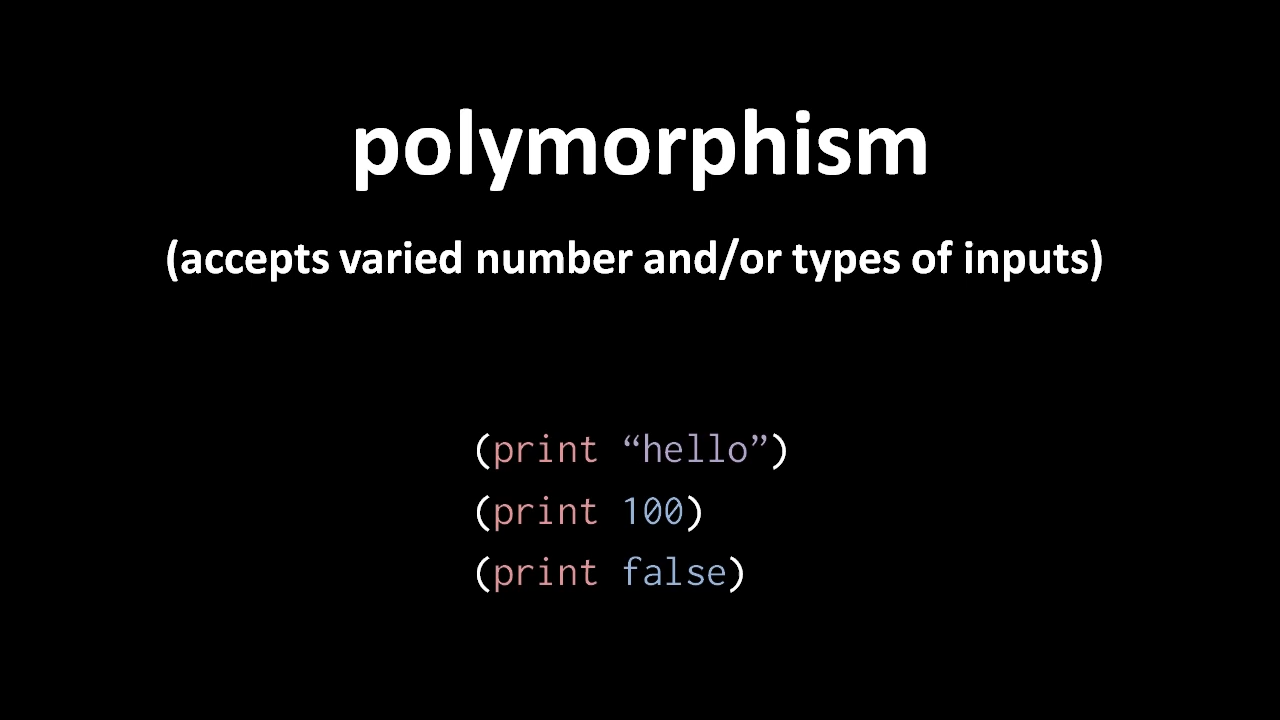 polymorphism
(accepts varied number and/or types of inputs)
(print “hello”)
(print 100)
(print false)